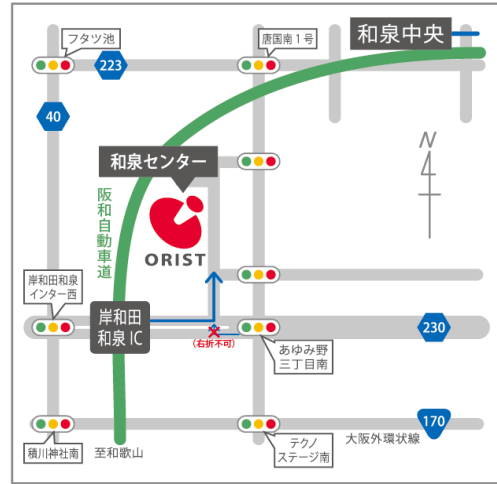 フタツ池
唐国南1号
和泉中央
223
40
N
和泉センター
阪和自動車道
ORIST
岸和田和泉
インター西
岸和田
和泉IC
(右折不可)
230
あゆみ野
三丁目南
170
大阪外環状線
積川神社南
至和歌山
テクノ
ステージ南